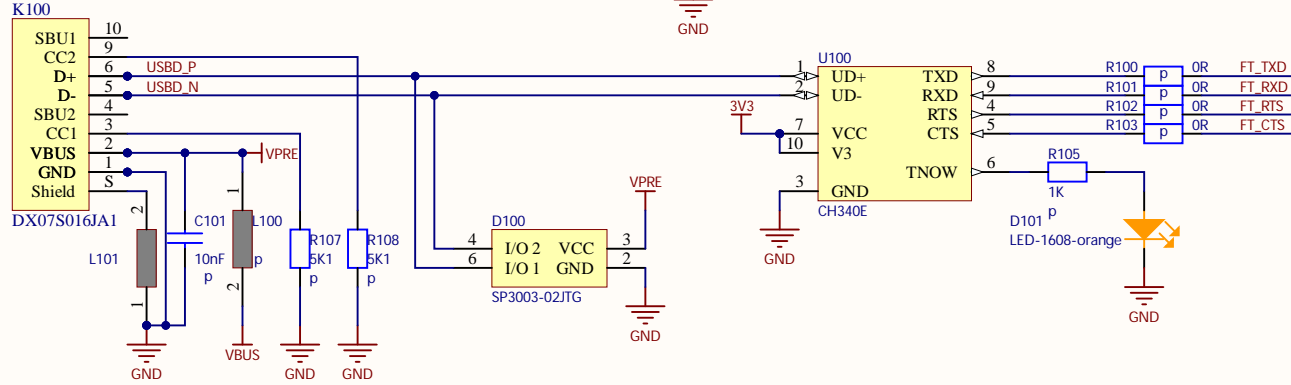 K100
SBU1 10
CC2 9
D+ 6 USBD_P
D- 5 USBD_N
SBU2 4
CC1 3
VBUS 2 VPRE
GND 1
Shield S
DX07S016JA1
2
L101
1
GND
C101
10nF
p
1
L100
p
2
VBUS
R107
5K1
p
GND
R108
5K1
p
GND
D100
4 I/O 2 VCC 3
6 I/O 1 GND 2
SP3003-02JTG
VPRE
GND
GND
U100
1 UD+ TXD 8
2 UD- RXD 9
RTS 4
3V3
7 VCC CTS 5
10 V3
TNOW 6
3 GND
CH340E
GND
R100 p 0R FT_TXD
R101 p 0R FT_RXD
R102 p 0R FT_RTS
R103 p 0R FT_CTS
R105
1K
p
D101
LED-1608-orange
GND